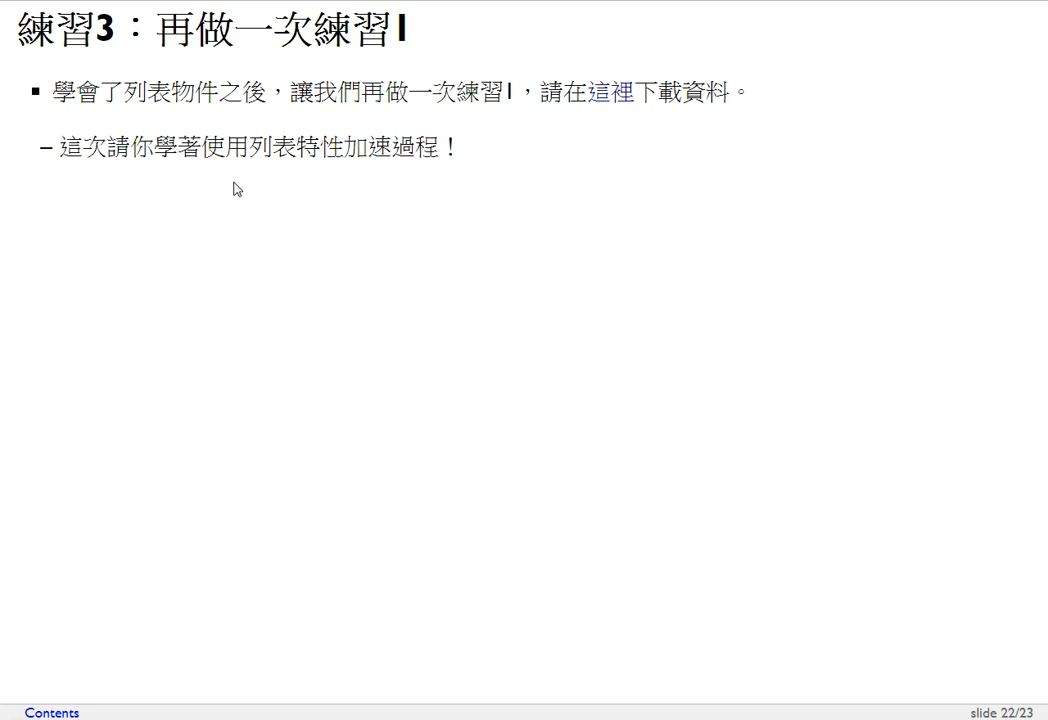 練習3：再做一次練習1
▪ 學會了列表物件之後，讓我們再做一次練習1，請在這裡下載資料。
– 這次請你學著使用列表特性加速過程！
Contents
slide 22/23